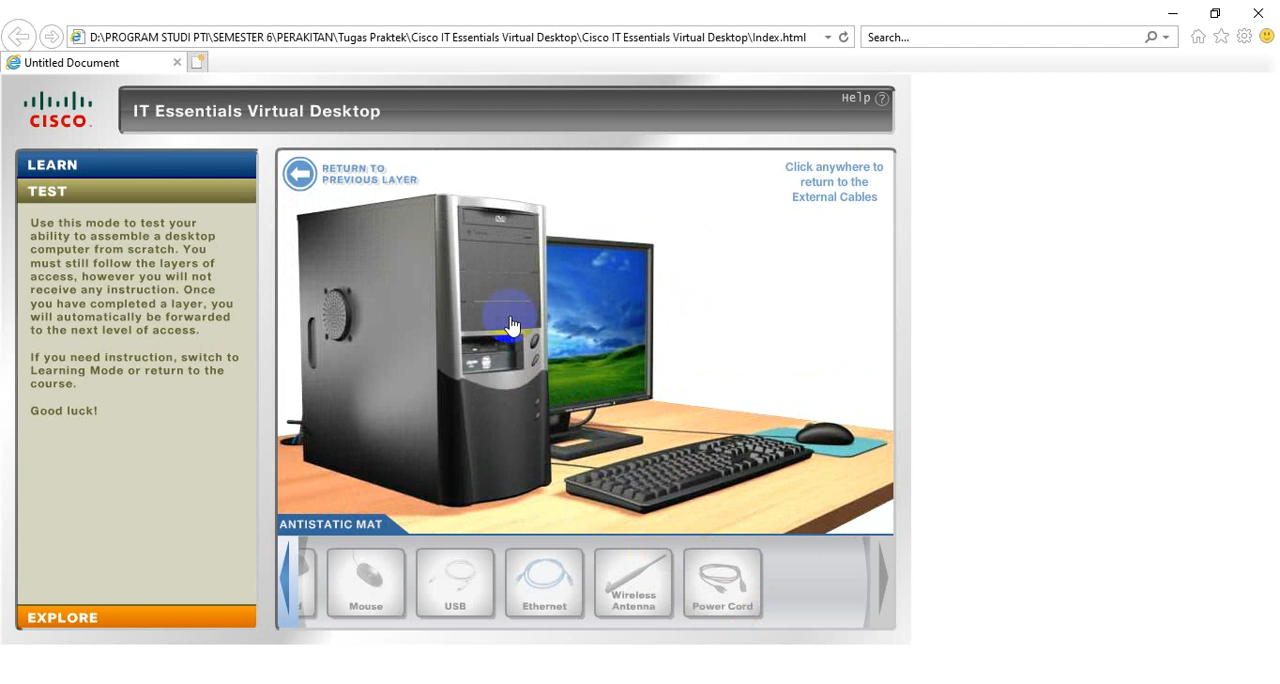 D:\PROGRAM STUDI PTI\SEMESTER 6\PERAKITAN\Tugas Praktek\Cisco IT Essentials Virtual Desktop\Cisco IT Essentials Virtual Desktop\Index.html
Search...
Untitled Document
CISCO
IT Essentials Virtual Desktop
Help ?
LEARN
TEST
Use this mode to test your
ability to assemble a desktop
computer from scratch. You
must still follow the layers of
access, however you will not
receive any instruction. Once
you have completed a layer, you
will automatically be forwarded
to the next level of access.
If you need instruction, switch to
Learning Mode or return to the
course.
Good luck!
EXPLORE
RETURN TO
PREVIOUS LAYER
Click anywhere to
return to the
External Cables
ANTISTATIC MAT
Mouse
USB
Ethernet
Wireless
Antenna
Power Cord